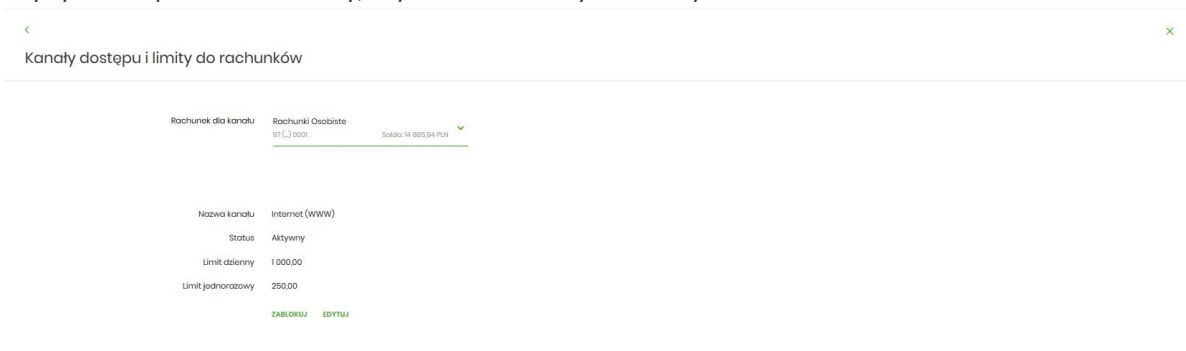 Kanały dostępu i limity do rachunków
Rachunek dla kanału Rachunki Osobiste
97 (...) 0001 Saldo: 14 885,94 PLN
Nazwa kanału Internet (WWW)
Status Aktywny
Limit dzienny 1 000,00
Limit jednorazowy 250,00
ZABLOKUJ EDYTUJ